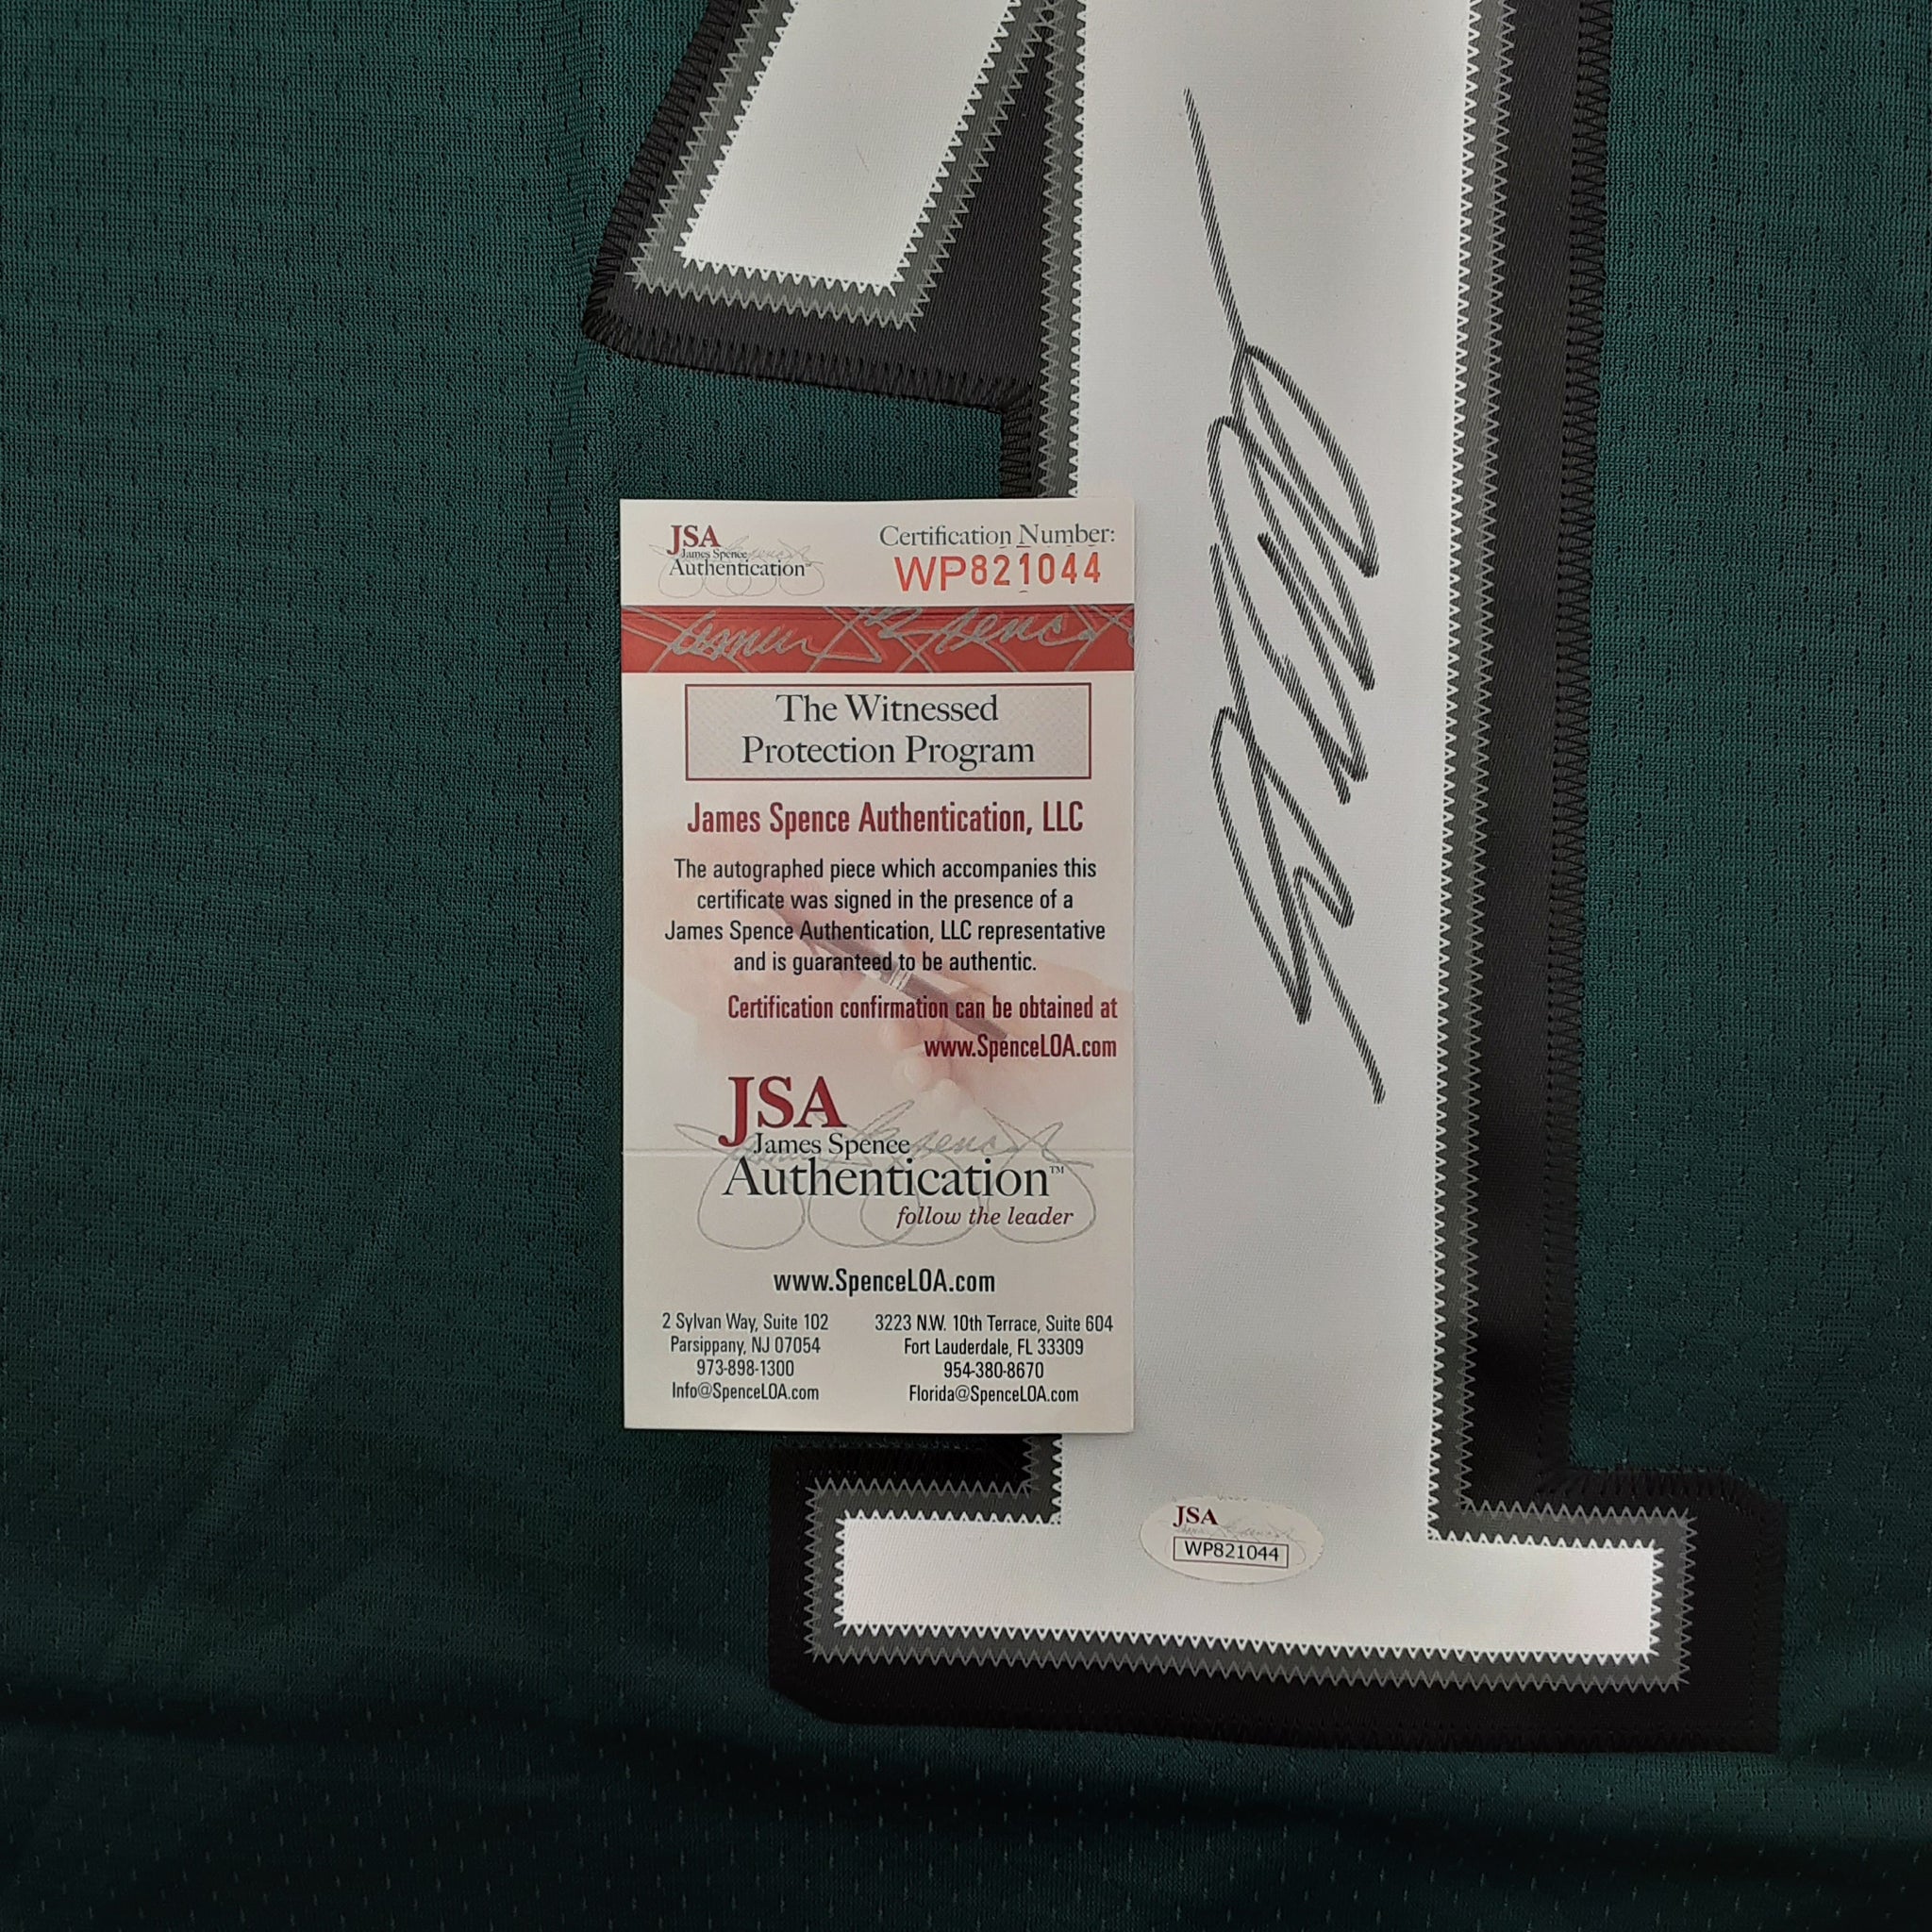 JSA
James Spence
Authentication
Certification Number:
WP821044
The Witnessed
Protection Program
James Spence Authentication, LLC
The autographed piece which accompanies this
certificate was signed in the presence of a
James Spence Authentication, LLC representative
and is guaranteed to be authentic.
Certification confirmation can be obtained at
www.SpenceLOA.com
JSA
James Spence
Authentication™
follow the leader
www.SpenceLOA.com
2 Sylvan Way, Suite 102
Parsippany, NJ 07054
973-898-1300
Info@SpenceLOA.com
3223 N.W. 10th Terrace, Suite 604
Fort Lauderdale, FL 33309
954-380-8670
Florida@SpenceLOA.com
JSA
WP821044